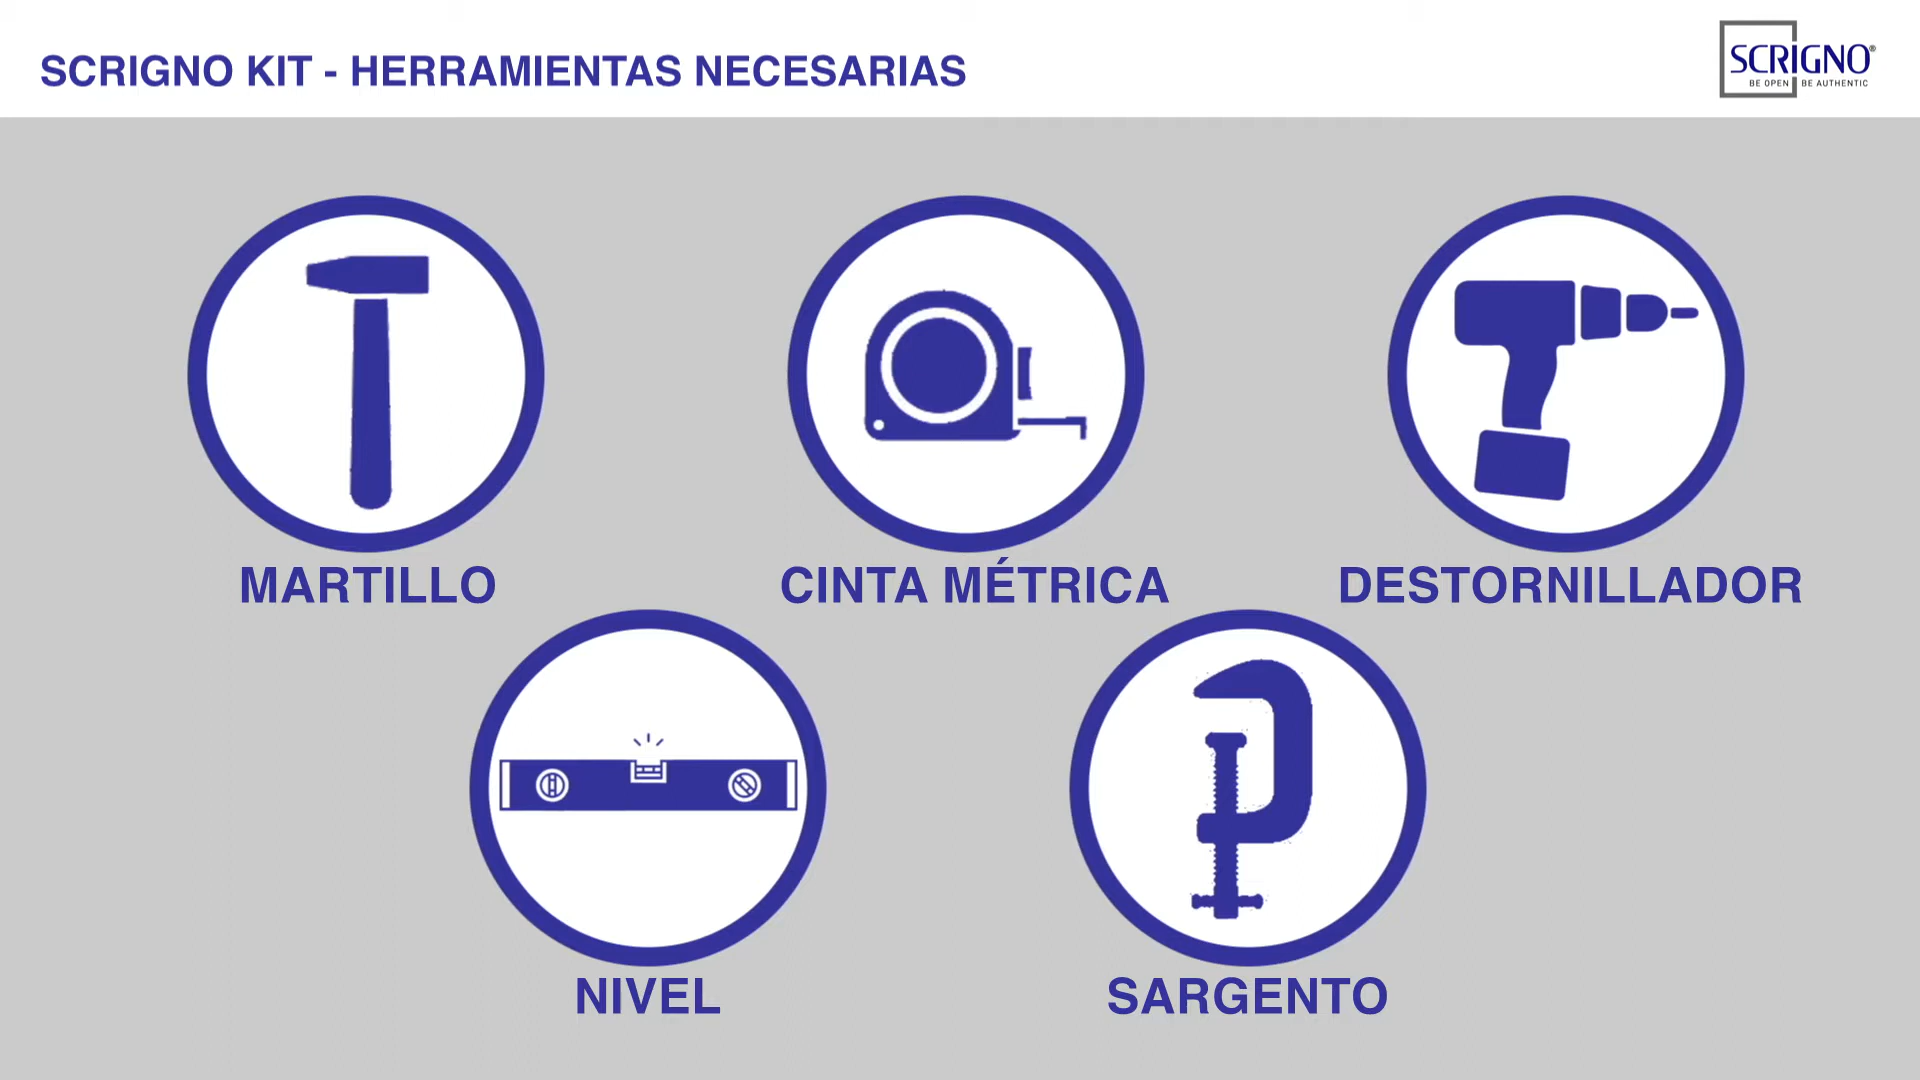 SCRIGNO KIT - HERRAMIENTAS NECESARIAS
SCRIGNO®
BE OPEN BE AUTHENTIC
MARTILLO
CINTA MÉTRICA
DESTORNILLADOR
NIVEL
SARGENTO